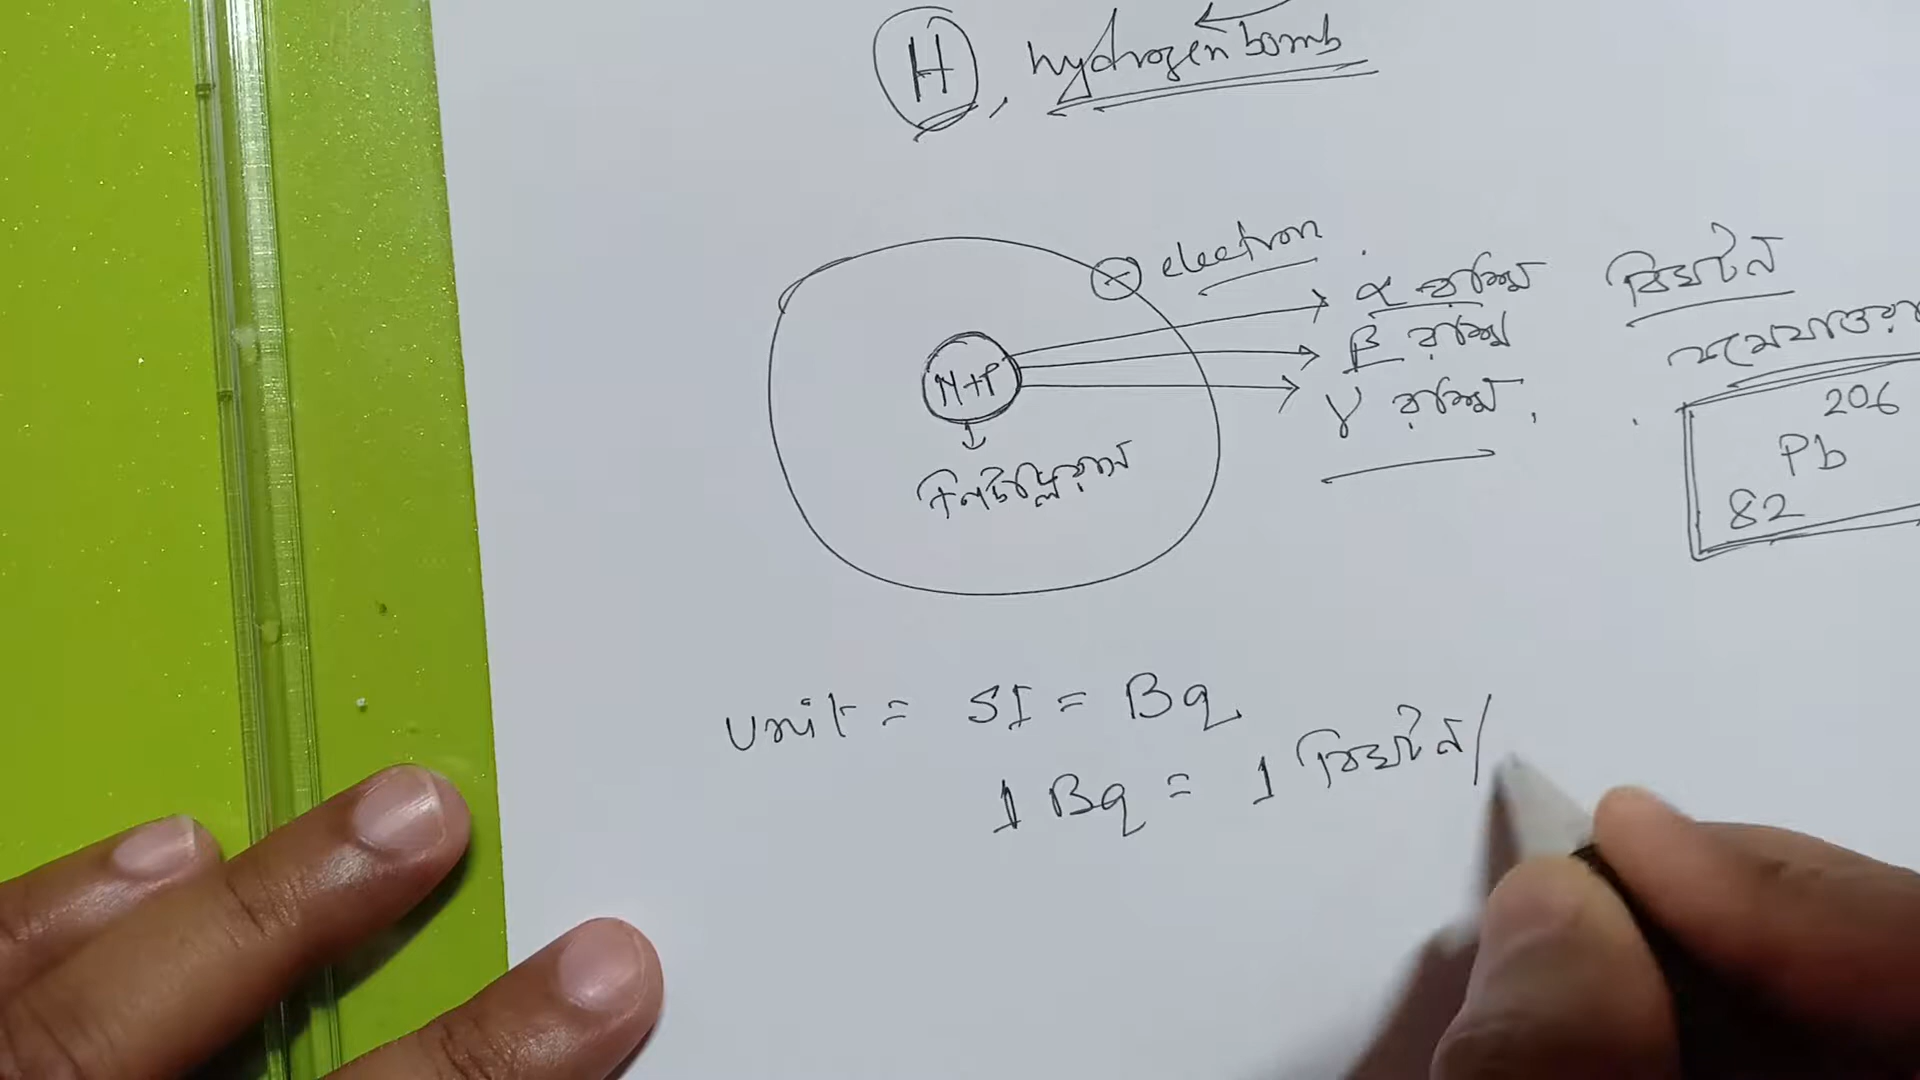 H, hydrogen bomb
electron
α রশ্মি
β রশ্মি
γ রশ্মি,
N+P
নিউক্লিয়াস
বিঘটন
206
Pb
82
unit = SI = Bq
1 Bq = 1 বিঘটন/